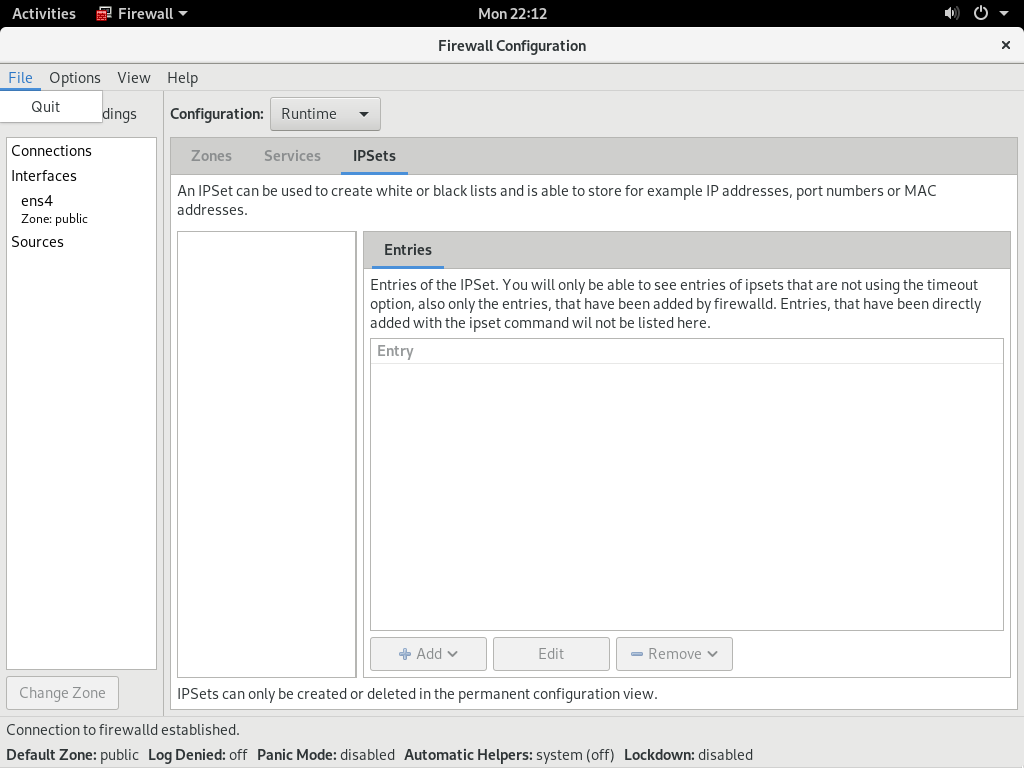 Activities Firewall Mon 22:12
Firewall Configuration
File Options View Help
Quit
dings
Configuration: Runtime
Connections
Interfaces
ens4
Zone: public
Sources
Change Zone
Zones Services IPSets
An IPSet can be used to create white or black lists and is able to store for example IP addresses, port numbers or MAC
addresses.
Entries
Entries of the IPSet. You will only be able to see entries of ipsets that are not using the timeout
option, also only the entries, that have been added by firewalld. Entries, that have been directly
added with the ipset command wil not be listed here.
Entry
Add Edit Remove
IPSets can only be created or deleted in the permanent configuration view.
Connection to firewalld established.
Default Zone: public Log Denied: off Panic Mode: disabled Automatic Helpers: system (off) Lockdown: disabled